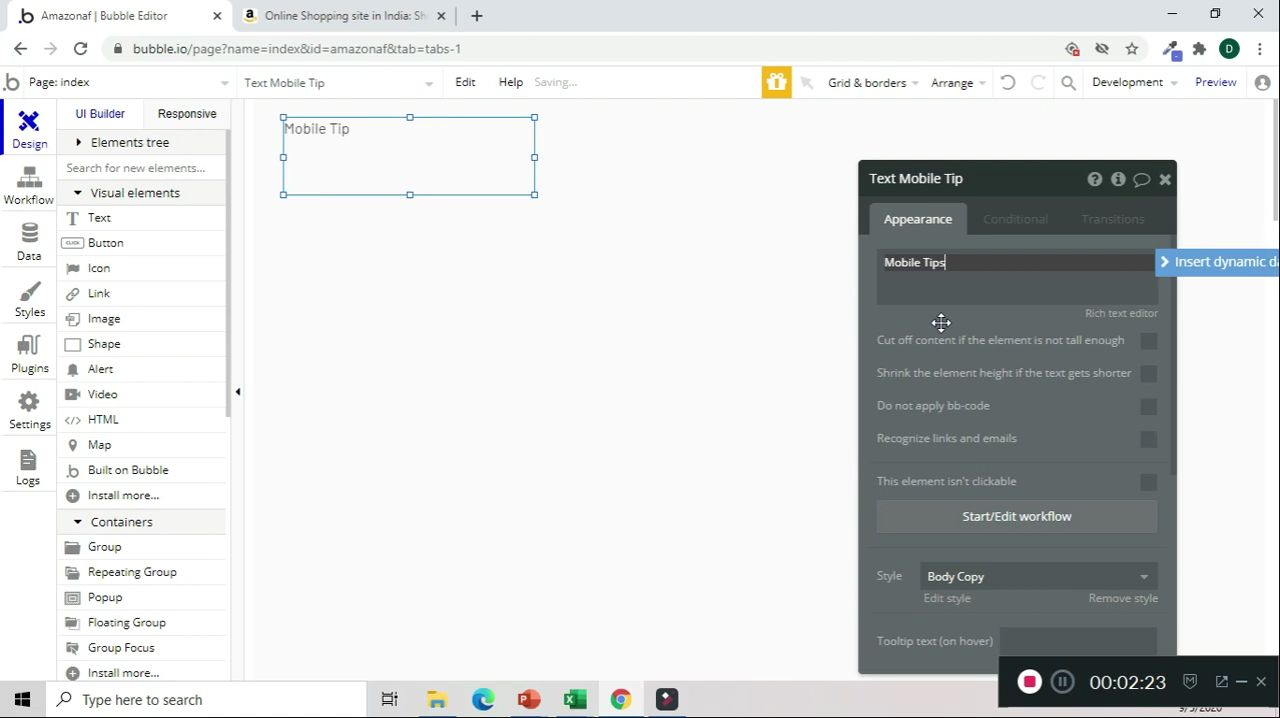 Amazonaf | Bubble Editor
Online Shopping site in India: Sh
bubble.io/page?name=index&id=amazonaf&tab=tabs-1
D
Page: index
Text Mobile Tip
Edit
Help
Saving...
Grid & borders
Arrange
Development
Preview
Design
Workflow
Data
Styles
Plugins
Settings
Logs
UI Builder
Responsive
Elements tree
Search for new elements...
Visual elements
Text
CLICK Button
Icon
Link
Image
Shape
Alert
Video
HTML
Map
Built on Bubble
Install more...
Containers
Group
Repeating Group
Popup
Floating Group
Group Focus
Install more...
Mobile Tip
Text Mobile Tip
Appearance
Conditional
Transitions
Mobile Tips
Insert dynamic da
Rich text editor
Cut off content if the element is not tall enough
Shrink the element height if the text gets shorter
Do not apply bb-code
Recognize links and emails
This element isn't clickable
Start/Edit workflow
Style
Body Copy
Edit style
Remove style
Tooltip text (on hover)
00:02:23
Type here to search
9/5/2020